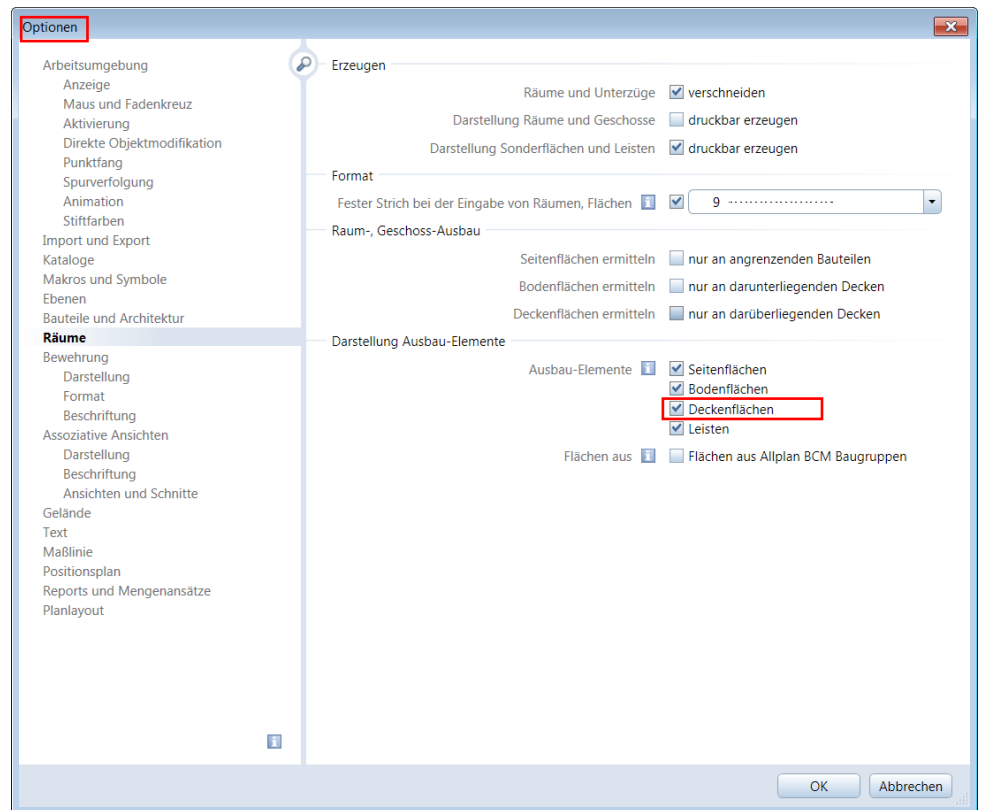 Optionen
Arbeitsumgebung
Anzeige
Maus und Fadenkreuz
Aktivierung
Direkte Objektmodifikation
Punktfang
Spurverfolgung
Animation
Stiftfarben
Import und Export
Kataloge
Makros und Symbole
Ebenen
Bauteile und Architektur
Räume
Bewehrung
Darstellung
Format
Beschriftung
Assoziative Ansichten
Darstellung
Beschriftung
Ansichten und Schnitte
Gelände
Text
Maßlinie
Positionsplan
Reports und Mengenansätze
Planlayout
Erzeugen
Räume und Unterzüge verschneiden
Darstellung Räume und Geschosse druckbar erzeugen
Darstellung Sonderflächen und Leisten druckbar erzeugen
Format
Fester Strich bei der Eingabe von Räumen, Flächen 9
Raum-, Geschoss-Ausbau
Seitenflächen ermitteln nur an angrenzenden Bauteilen
Bodenflächen ermitteln nur an darunterliegenden Decken
Deckenflächen ermitteln nur an darüberliegenden Decken
Darstellung Ausbau-Elemente
Ausbau-Elemente Seitenflächen
Bodenflächen
Deckenflächen
Leisten
Flächen aus Flächen aus Allplan BCM Baugruppen
OK Abbrechen